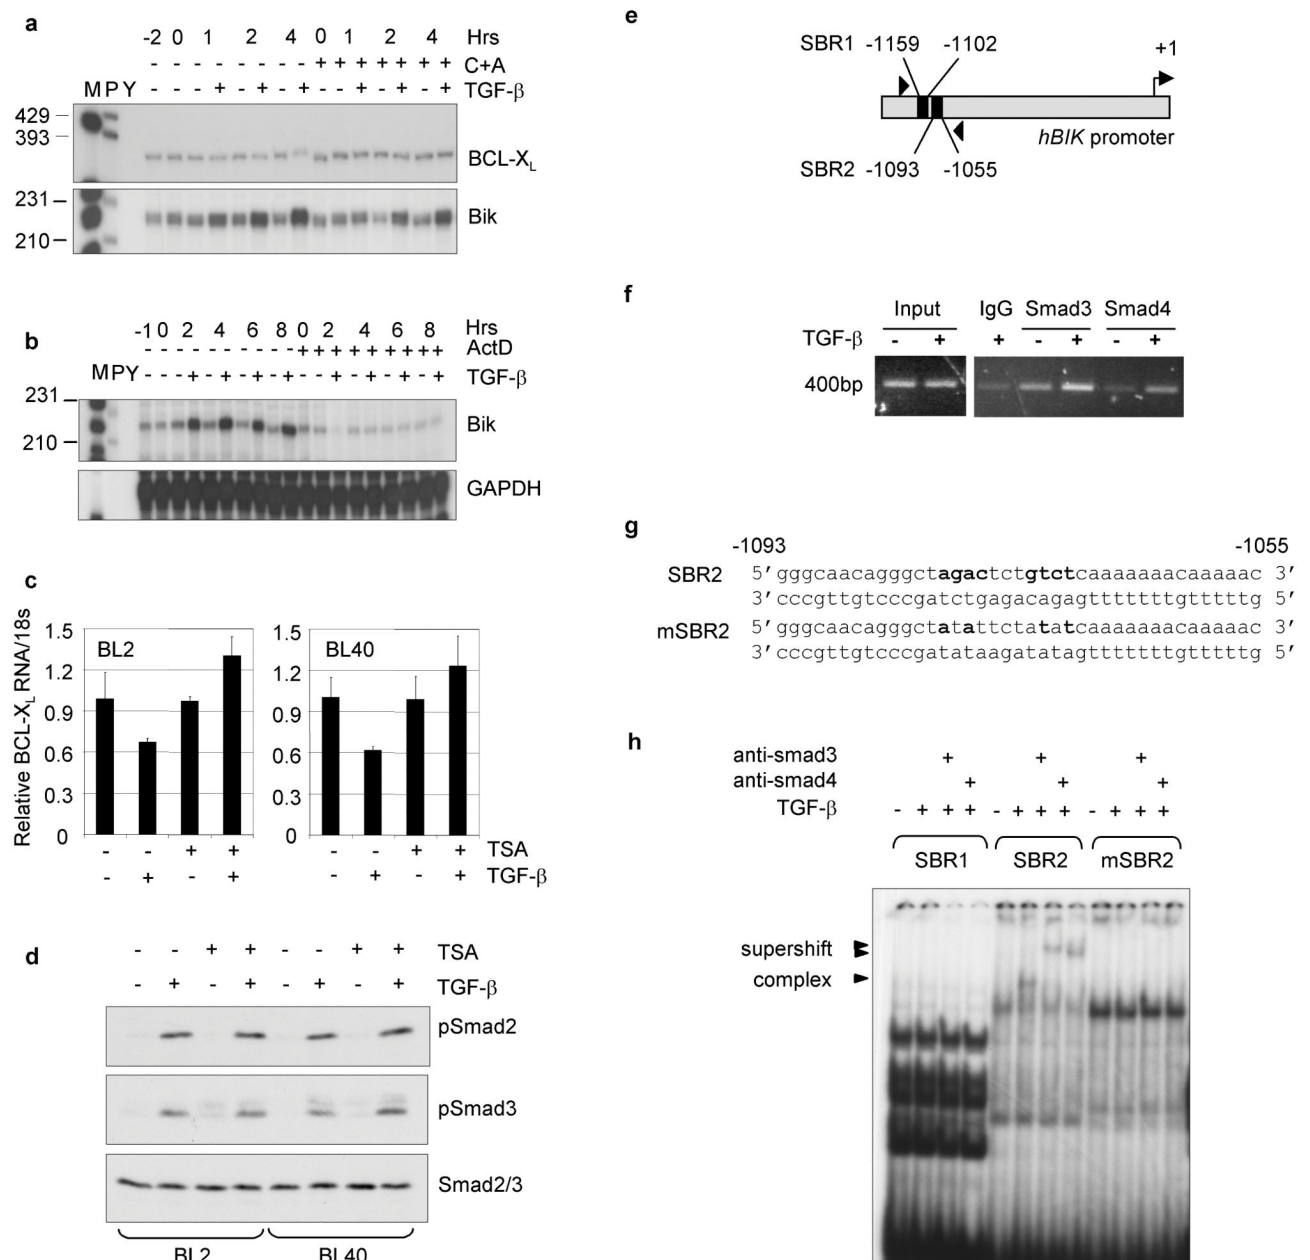 a
-2 0 1 2 4 0 1 2 4 Hrs
- - - - - - - - + + + + + + + C+A
M P Y - - - + - + - + - - + - + - + TGF-β
429
393
BCL-XL
231
Bik
210
b
-1 0 2 4 6 8 0 2 4 6 8 Hrs
- - - - - - - - - - + + + + + + + + + ActD
M P Y - - - + - + - + - + - - + - + - + - + TGF-β
231
Bik
210
GAPDH
c
Relative BCL-XL RNA/18s
1.5
1.2
0.9
0.6
0.3
0
BL2
1.5
1.2
0.9
0.6
0.3
0
BL40
- - + + - - + + TSA
- + - + - + - + TGF-β
d
- - + + - - + + TSA
- + - + - + - + TGF-β
pSmad2
pSmad3
Smad2/3
BL2 BL40
e
SBR1 -1159 -1102
+1
hBIK promoter
SBR2 -1093 -1055
f
Input IgG Smad3 Smad4
TGF-β - + + - + - +
400bp
g
-1093 -1055
SBR2 5’gggcaacagggctagactctgtctcaaaaaaacaaaaac 3’
3’cccgttgtcccgatctgagacagagtttttttgtttttg 5’
mSBR2 5’gggcaacagggctatattctatatcaaaaaaacaaaaac 3’
3’cccgttgtcccgatataagatatagtttttttgtttttg 5’
h
anti-smad3 + + +
anti-smad4 + + +
TGF-β - + + + - + + + - + + +
SBR1 SBR2 mSBR2
supershift
complex